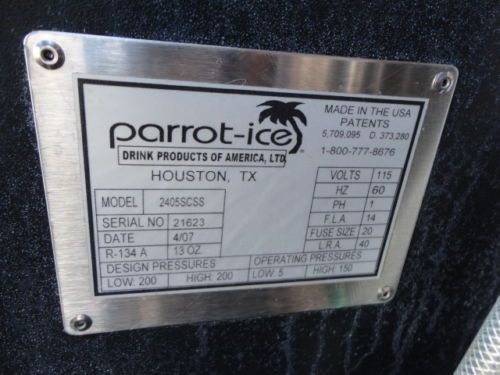 parrot-ice
DRINK PRODUCTS OF AMERICA, LTD.
HOUSTON, TX
MADE IN THE USA
PATENTS
5,709,095 D. 373,280
1-800-777-8676
MODEL 2405SCSS
SERIAL NO 21623
DATE 4/07
R-134 A 13 OZ.
DESIGN PRESSURES
LOW: 200 HIGH: 200
VOLTS 115
HZ 60
PH 1
F.L.A. 14
FUSE SIZE 20
L.R.A. 40
OPERATING PRESSURES
LOW: 5 HIGH: 150